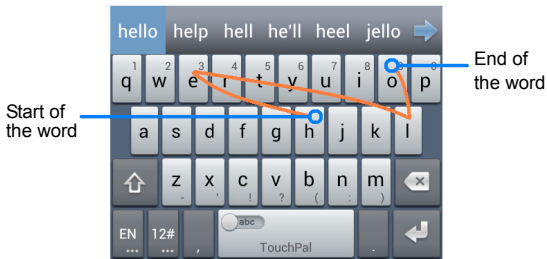 hello help hell he'll heel jello
1 2 3 4 5 6 7 8 9
q w e r t y u i o p
End of
the word
Start of
the word
a s d f g h j k l
z x c v b n m
- ' ! ? ( : )
EN 12# , abc .
... ... TouchPal